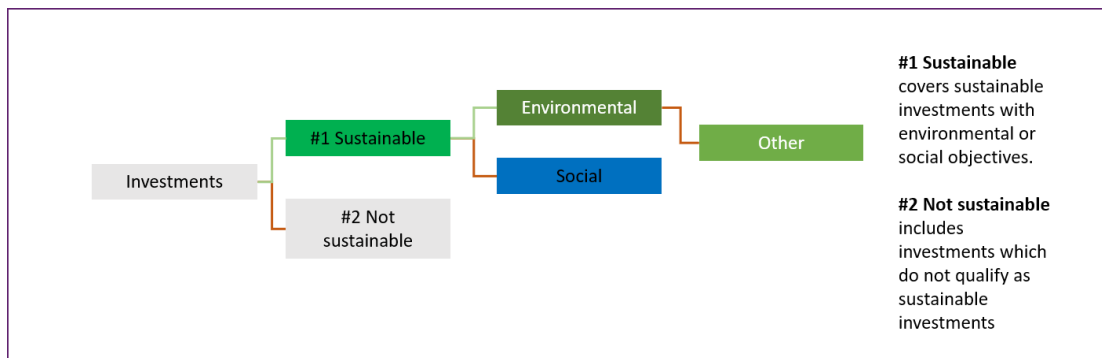 Investments
#1 Sustainable
#2 Not
sustainable
Environmental
Social
Other
#1 Sustainable
covers sustainable
investments with
environmental or
social objectives.
#2 Not sustainable
includes
investments which
do not qualify as
sustainable
investments